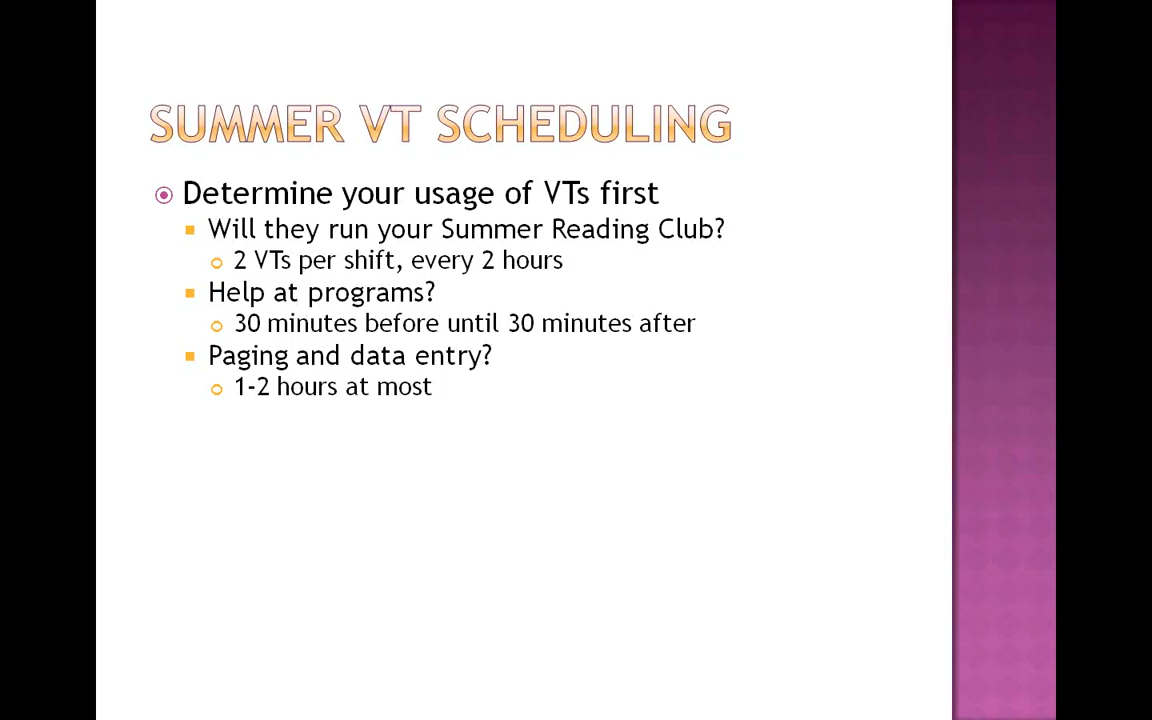 SUMMER VT SCHEDULING
Determine your usage of VTs first
Will they run your Summer Reading Club?
2 VTs per shift, every 2 hours
Help at programs?
30 minutes before until 30 minutes after
Paging and data entry?
1-2 hours at most